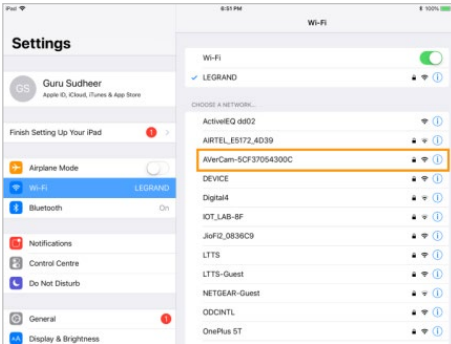 iPad
6:51 PM
100%
Settings
Wi-Fi
GS
Guru Sudheer
Apple ID, iCloud, iTunes & App Store
Finish Setting Up Your iPad
1
Airplane Mode
Wi-Fi
LEGRAND
Bluetooth
On
Notifications
Control Centre
Do Not Disturb
General
Display & Brightness
AA
Wi-Fi
LEGRAND
CHOOSE A NETWORK...
ActivelEQ dd02
AIRTEL_E5172_4D39
AVerCam-5CF37054300C
DEVICE
Digital4
IOT_LAB-8F
JioFi2_0836C9
LTTS
LTTS-Guest
NETGEAR-Guest
ODCINTL
OnePlus 5T